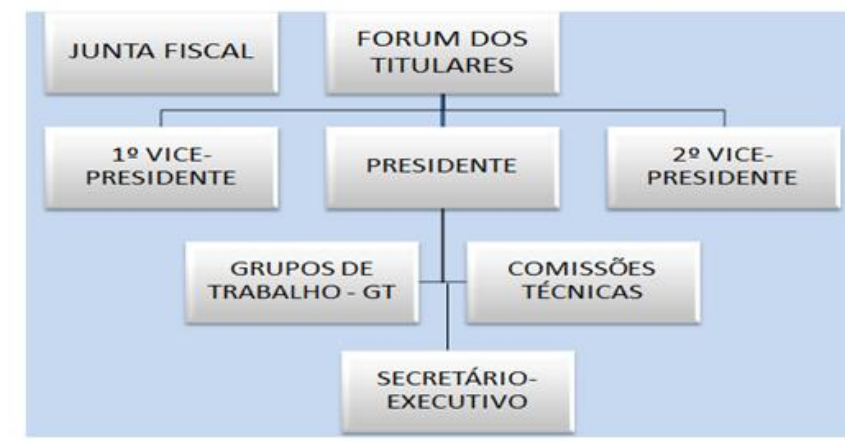 JUNTA FISCAL
FORUM DOS
TITULARES
1º VICE-
PRESIDENTE
PRESIDENTE
2º VICE-
PRESIDENTE
GRUPOS DE
TRABALHO - GT
COMISSÕES
TÉCNICAS
SECRETÁRIO-
EXECUTIVO